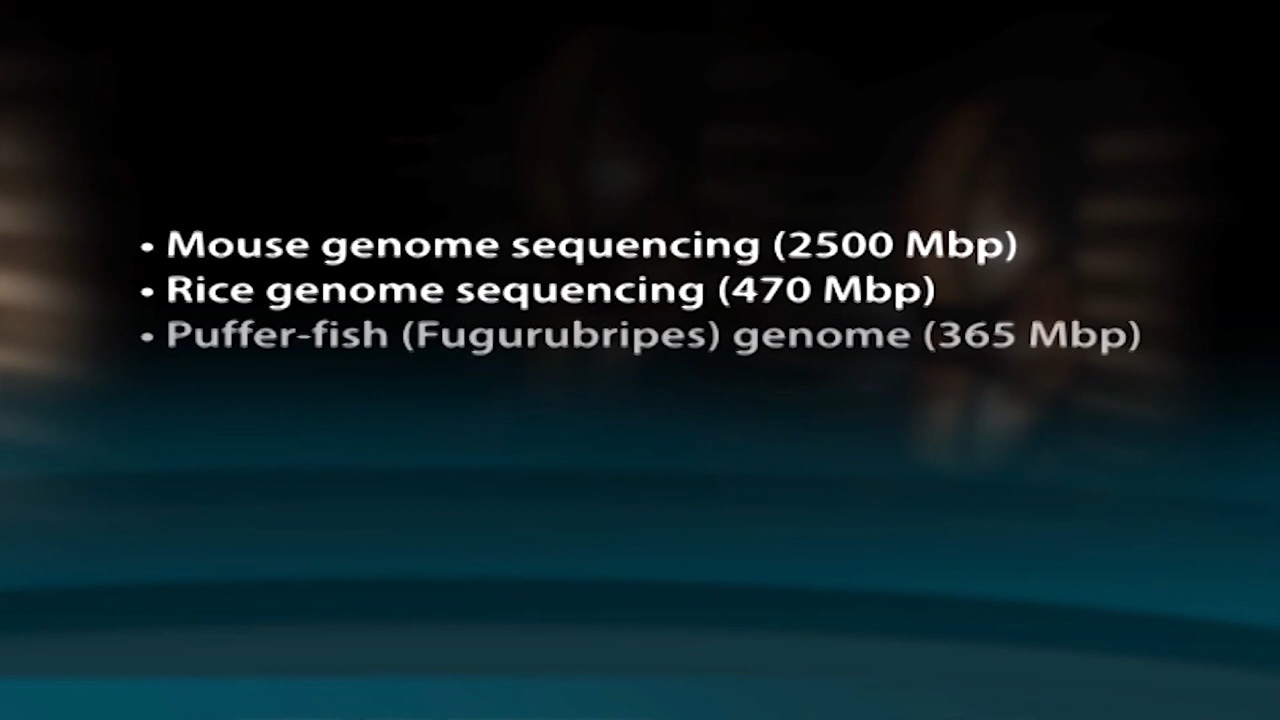 • Mouse genome sequencing (2500 Mbp)
• Rice genome sequencing (470 Mbp)
• Puffer-fish (Fugurubripes) genome (365 Mbp)